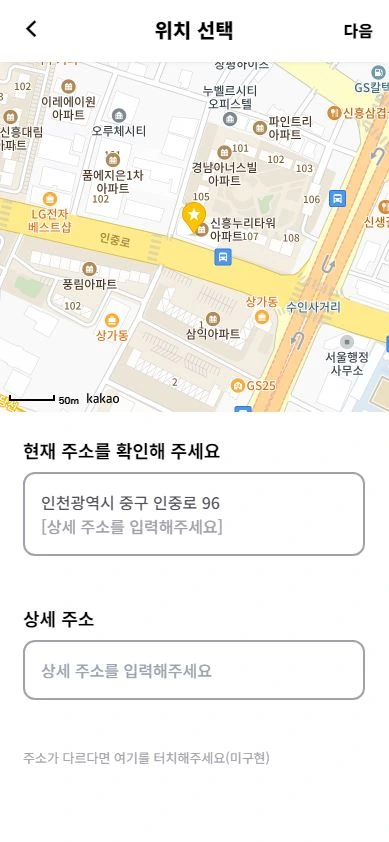 위치 선택
다음
창평하이츠
GS칼텍
이레에이원
아파트
누벨르시티
오피스텔
신흥삼겹
신흥대림
아파트
오루체시티
파인트리
아파트
101
102
103
풍에지은1차
아파트
경남아너스빌
아파트
102
105
106
LG전자
베스트샵
신흥누리타워
아파트
107
108
신생
인중로
풍림아파트
102
상가동
수인사거리
상가동
삼익아파트
1
서울행정
사무소
2
GS25
50m
kakao
현재 주소를 확인해 주세요
인천광역시 중구 인중로 96
[상세 주소를 입력해주세요]
상세 주소
상세 주소를 입력해주세요
주소가 다르다면 여기를 터치해주세요(미구현)